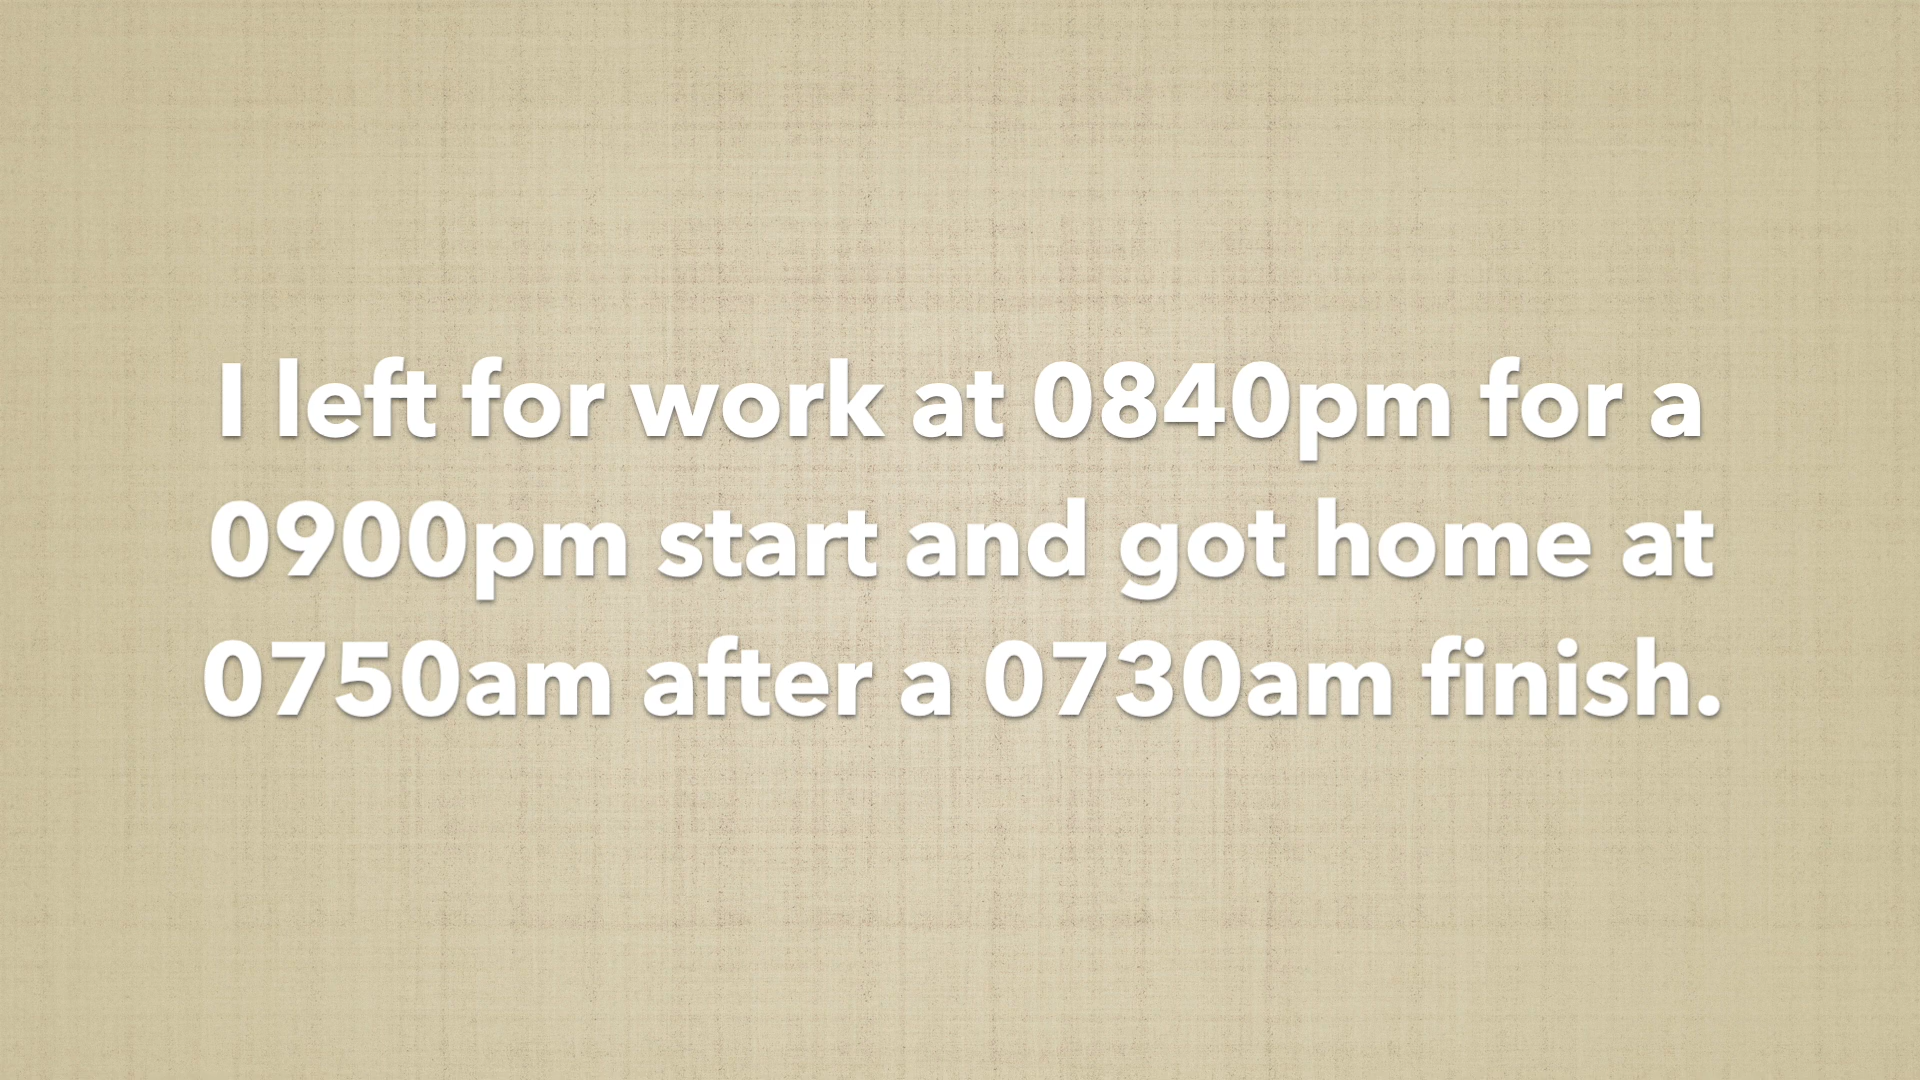 I left for work at 0840pm for a
0900pm start and got home at
0750am after a 0730am finish.